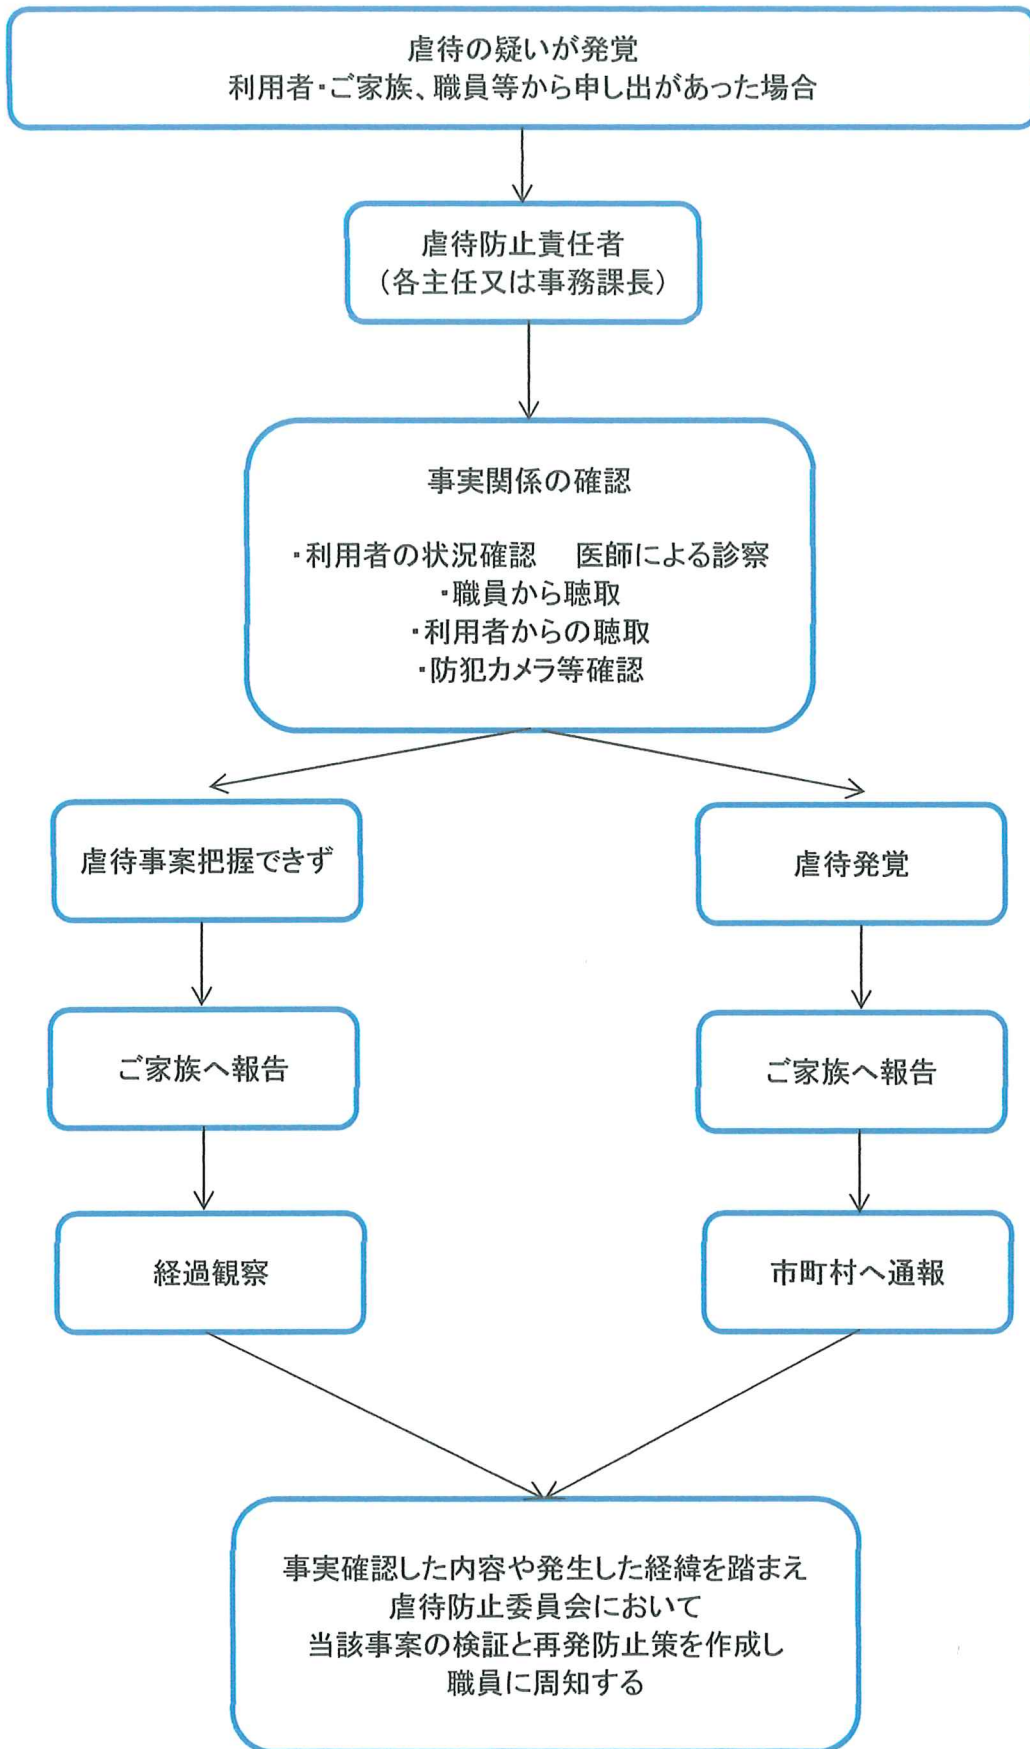 虐待の疑いが発覚
利用者・ご家族、職員等から申し出があった場合
虐待防止責任者
（各主任又は事務課長）
事実関係の確認
・利用者の状況確認　医師による診察
・職員から聴取
・利用者からの聴取
・防犯カメラ等確認
虐待事案把握できず
虐待発覚
ご家族へ報告
ご家族へ報告
経過観察
市町村へ通報
事実確認した内容や発生した経緯を踏まえ
虐待防止委員会において
当該事案の検証と再発防止策を作成し
職員に周知する